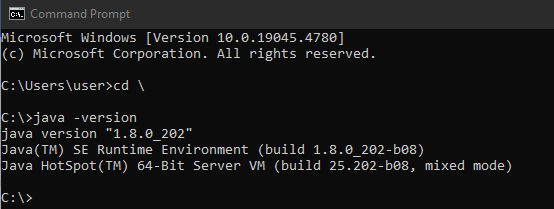 Command Prompt
Microsoft Windows [Version 10.0.19045.4780]
(c) Microsoft Corporation. All rights reserved.
C:\Users\user>cd \
C:\>java -version
java version "1.8.0_202"
Java(TM) SE Runtime Environment (build 1.8.0_202-b08)
Java HotSpot(TM) 64-Bit Server VM (build 25.202-b08, mixed mode)
C:\>